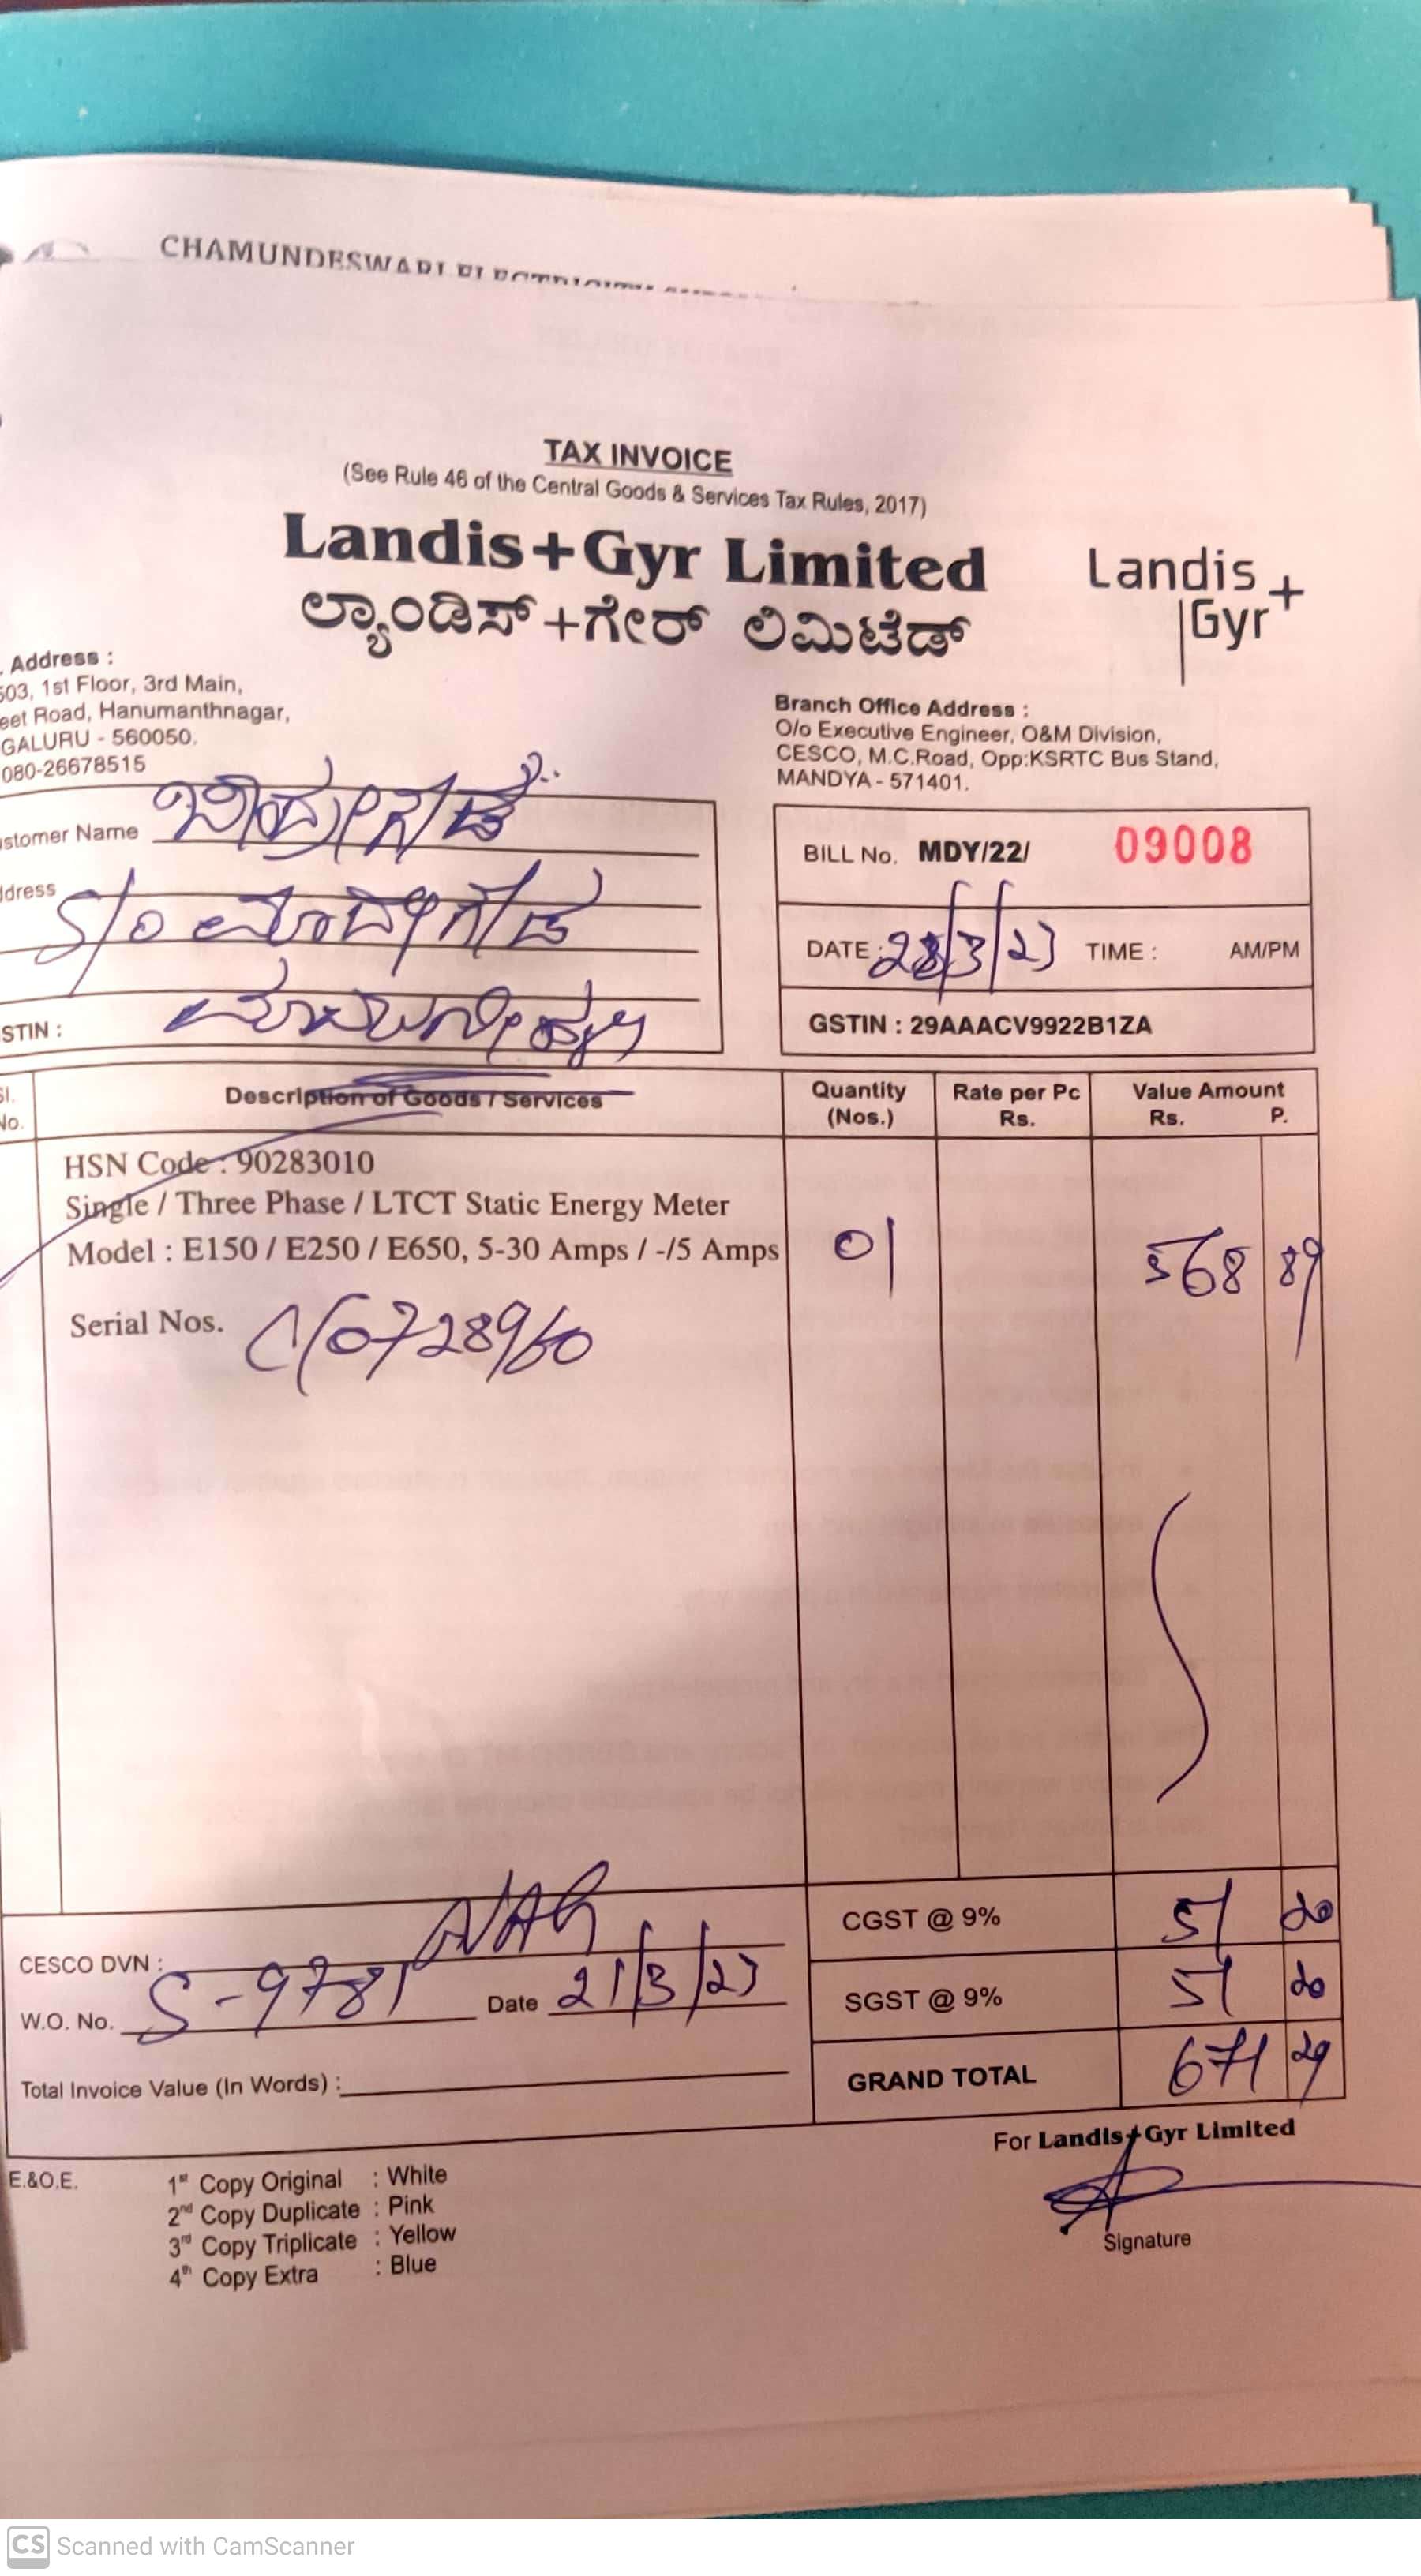 CHAMUNDESWARI ELECTRICITY
TAX INVOICE
(See Rule 46 of the Central Goods & Services Tax Rules, 2017)
Landis+Gyr Limited
ಲ್ಯಾಂಡಿಸ್+ಗೇರ್ ಲಿಮಿಟೆಡ್
Landis
Gyr+
. Address :
503, 1st Floor, 3rd Main,
eet Road, Hanumanthnagar,
GALURU - 560050.
080-26678515
Branch Office Address :
O/o Executive Engineer, O&M Division,
CESCO, M.C.Road, Opp:KSRTC Bus Stand,
MANDYA - 571401.
stomer Name
ddress S/o
STIN :
BILL No. MDY/22/ 09008
DATE : 28/3/23 TIME : AM/PM
GSTIN : 29AAACV9922B1ZA
Sl. No. Description of Goods / Services Quantity (Nos.) Rate per Pc Rs. Value Amount Rs. P.
HSN Code : 90283010
Single / Three Phase / LTCT Static Energy Meter
Model : E150 / E250 / E650, 5-30 Amps / -/5 Amps 01 568 89
Serial Nos.
CGST @ 9% 51 20
SGST @ 9% 51 20
GRAND TOTAL 671 29
CESCO DVN :
W.O. No. S-9781 Date 21/3/23
Total Invoice Value (In Words) :
For Landis+Gyr Limited
Signature
E.&O.E.
1st Copy Original : White
2nd Copy Duplicate : Pink
3rd Copy Triplicate : Yellow
4th Copy Extra : Blue
CS Scanned with CamScanner